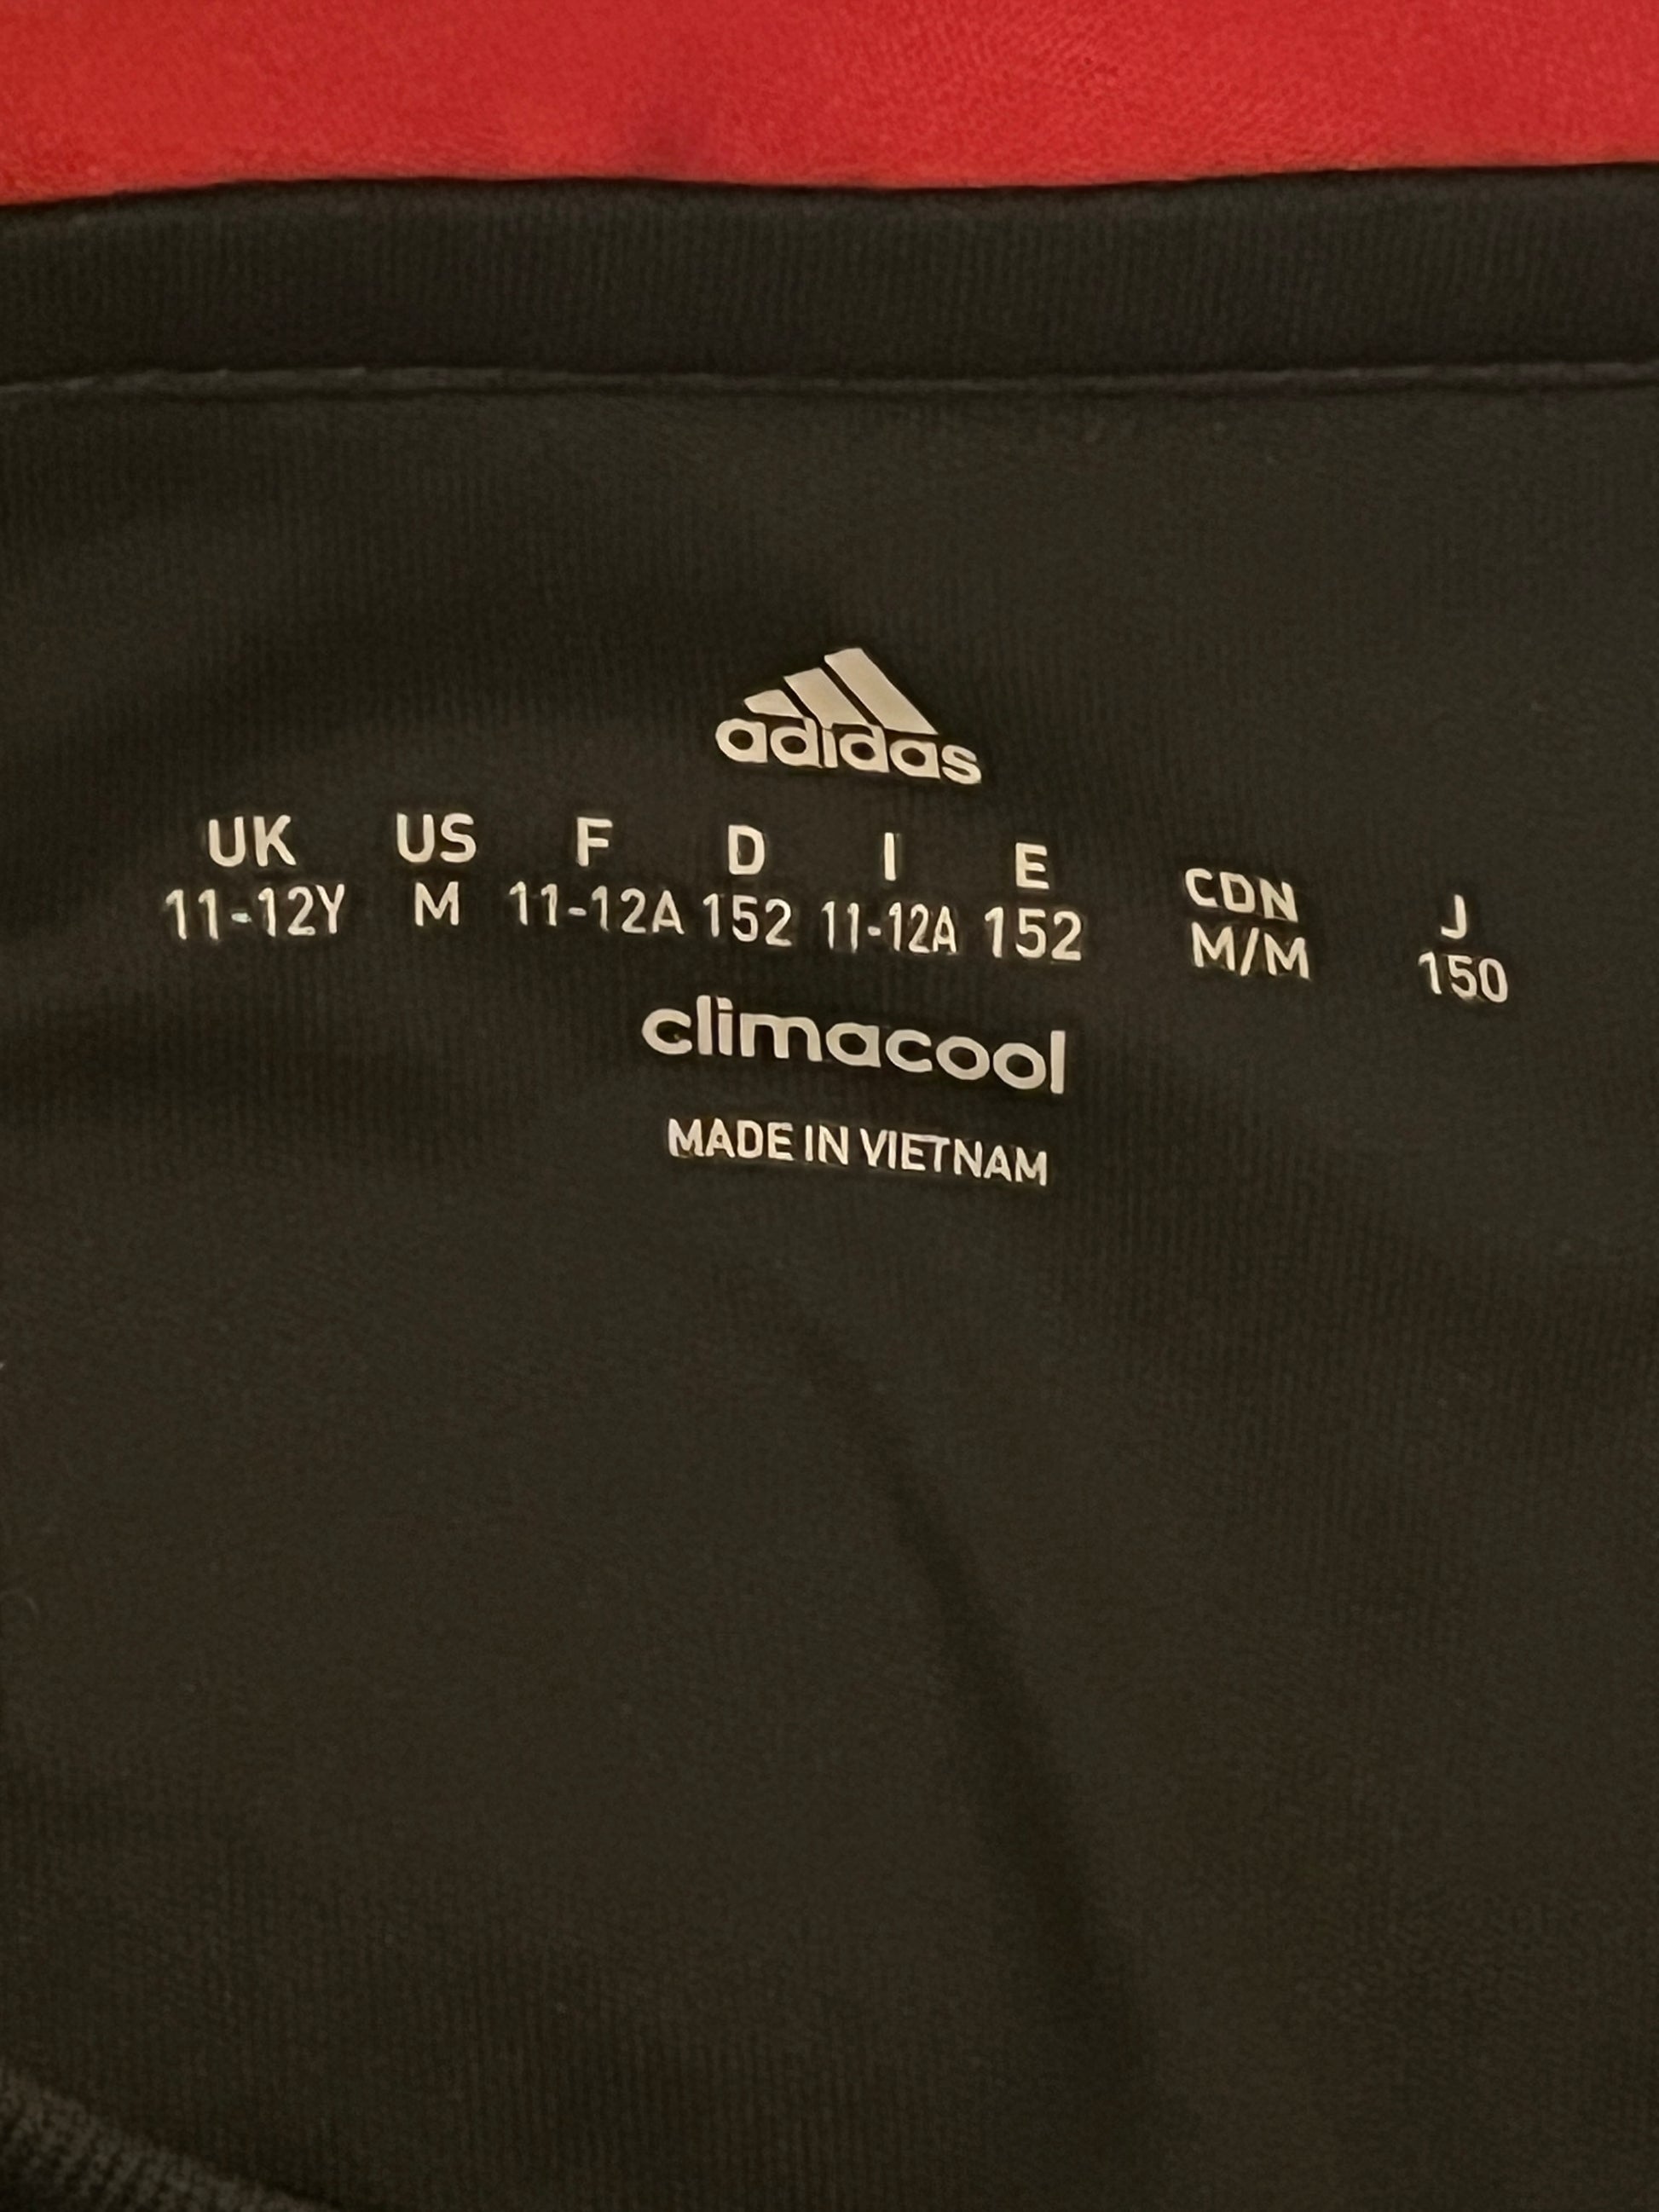 adidas
UK US F D I E CDN J
11-12Y M 11-12A 152 11-12A 152 M/M 150
climacool
MADE IN VIETNAM